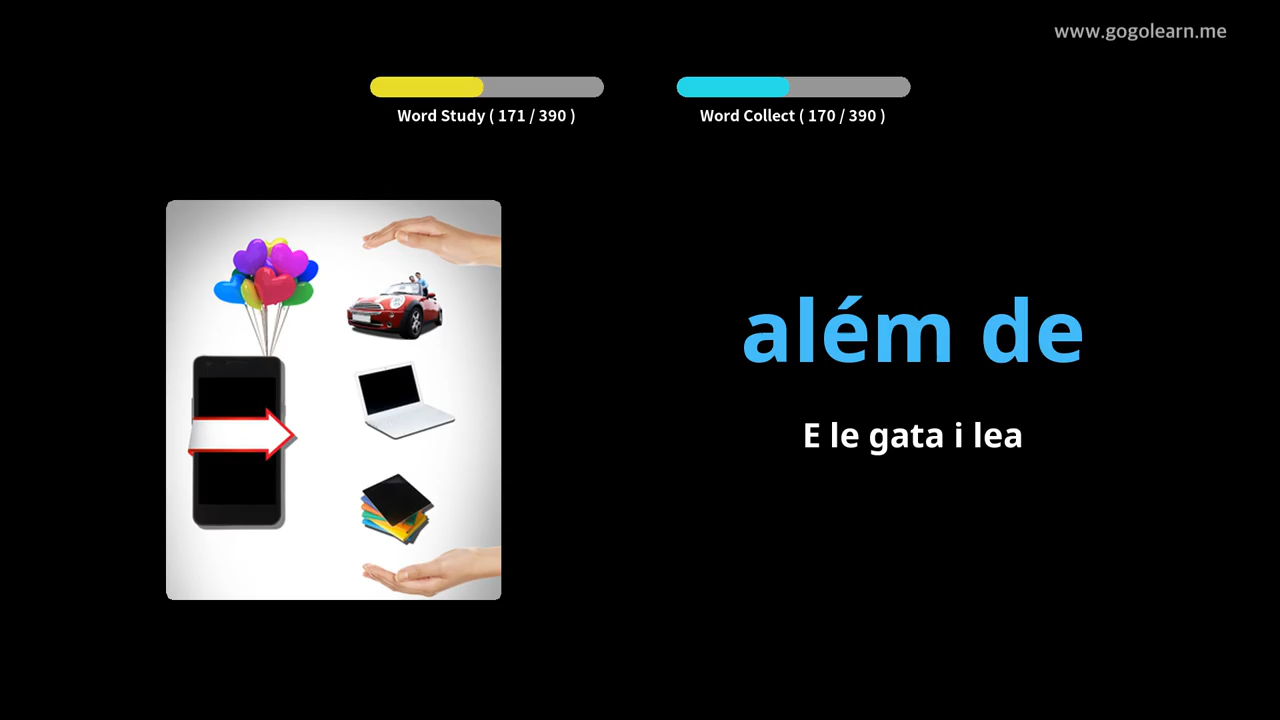 www.gogolearn.me
Word Study ( 171 / 390 )
Word Collect ( 170 / 390 )
além de
E le gata i lea